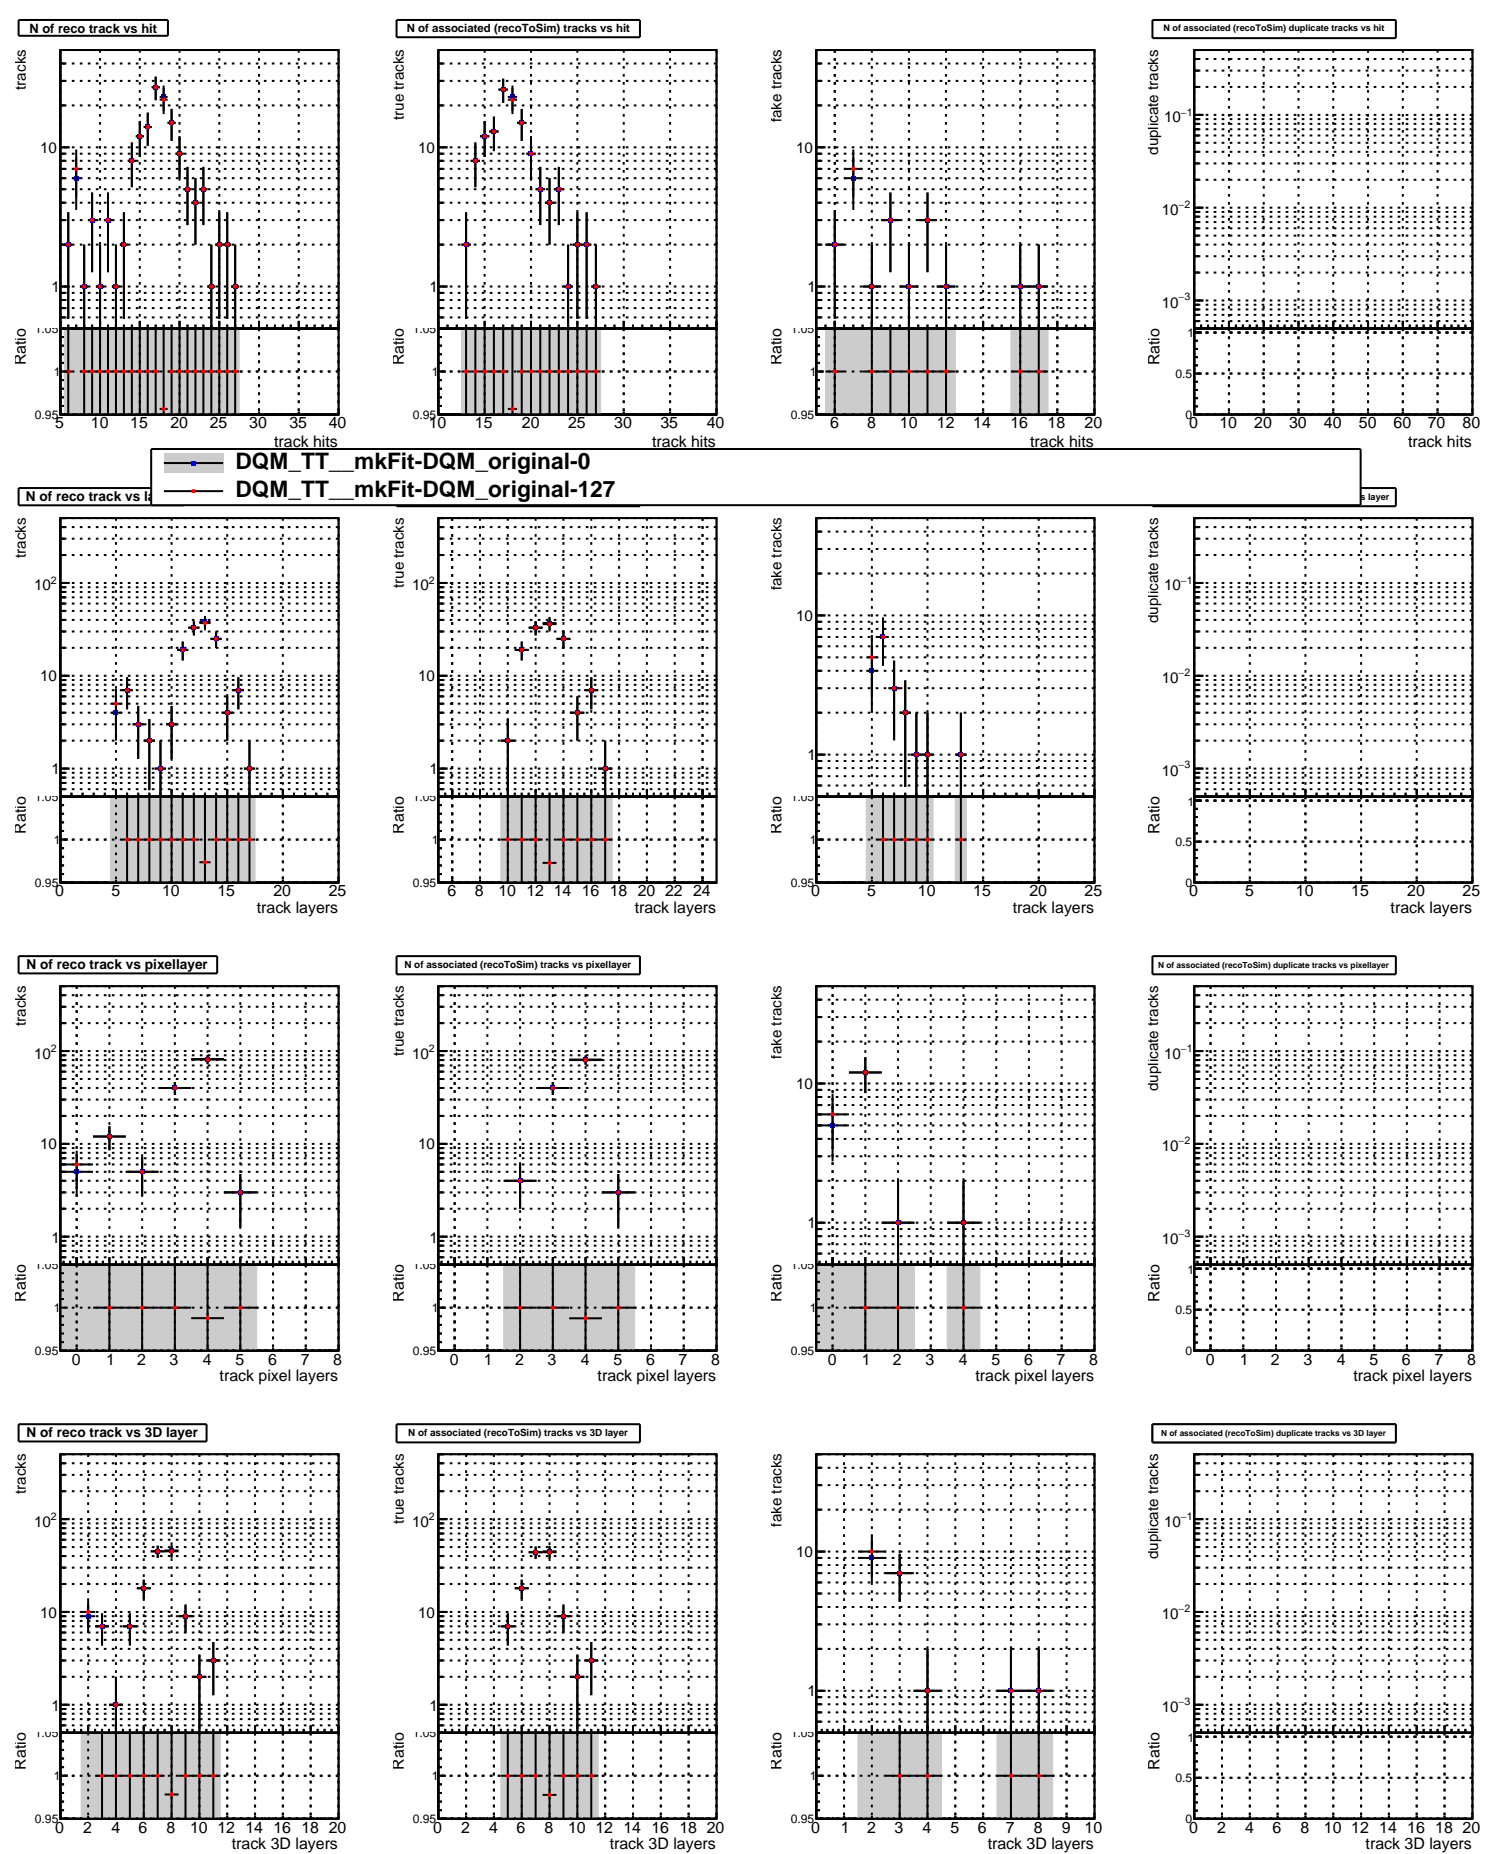 N of reco track vs hit
N of associated (recoToSim) tracks vs hit
N of associated (recoToSim) duplicate tracks vs hit
tracks
true tracks
fake tracks
duplicate tracks
10
1
10
1
10
1
10⁻¹
10⁻²
10⁻³
Ratio
1.05
1
0.95
Ratio
1.05
1
0.95
Ratio
1.05
1
0.95
Ratio
1
0.5
0
5 10 15 20 25 30 35 40
10 15 20 25 30 35 40
6 8 10 12 14 16 18 20
0 10 20 30 40 50 60 70 80
track hits
track hits
track hits
track hits
DQM_TT__mkFit-DQM_original-0
DQM_TT__mkFit-DQM_original-127
N of reco track vs la
s layer
tracks
true tracks
fake tracks
duplicate tracks
10²
10
1
10²
10
1
10
1
10⁻¹
10⁻²
10⁻³
Ratio
1.05
1
0.95
Ratio
1.05
1
0.95
Ratio
1.05
1
0.95
Ratio
1
0.5
0
0 5 10 15 20 25
6 8 10 12 14 16 18 20 22 24
0 5 10 15 20 25
0 5 10 15 20 25
track layers
track layers
track layers
track layers
N of reco track vs pixellayer
N of associated (recoToSim) tracks vs pixellayer
N of associated (recoToSim) duplicate tracks vs pixellayer
tracks
true tracks
fake tracks
duplicate tracks
10²
10
1
10²
10
1
10
1
10⁻¹
10⁻²
10⁻³
Ratio
1.05
1
0.95
Ratio
1.05
1
0.95
Ratio
1.05
1
0.95
Ratio
1
0.5
0
0 1 2 3 4 5 6 7 8
0 1 2 3 4 5 6 7 8
0 1 2 3 4 5 6 7 8
0 1 2 3 4 5 6 7 8
track pixel layers
track pixel layers
track pixel layers
track pixel layers
N of reco track vs 3D layer
N of associated (recoToSim) tracks vs 3D layer
N of associated (recoToSim) duplicate tracks vs 3D layer
tracks
true tracks
fake tracks
duplicate tracks
10²
10
1
10²
10
1
10
1
10⁻¹
10⁻²
10⁻³
Ratio
1.05
1
0.95
Ratio
1.05
1
0.95
Ratio
1.05
1
0.95
Ratio
1
0.5
0
0 2 4 6 8 10 12 14 16 18 20
0 2 4 6 8 10 12 14 16 18 20
0 1 2 3 4 5 6 7 8 9 10
0 2 4 6 8 10 12 14 16 18 20
track 3D layers
track 3D layers
track 3D layers
track 3D layers